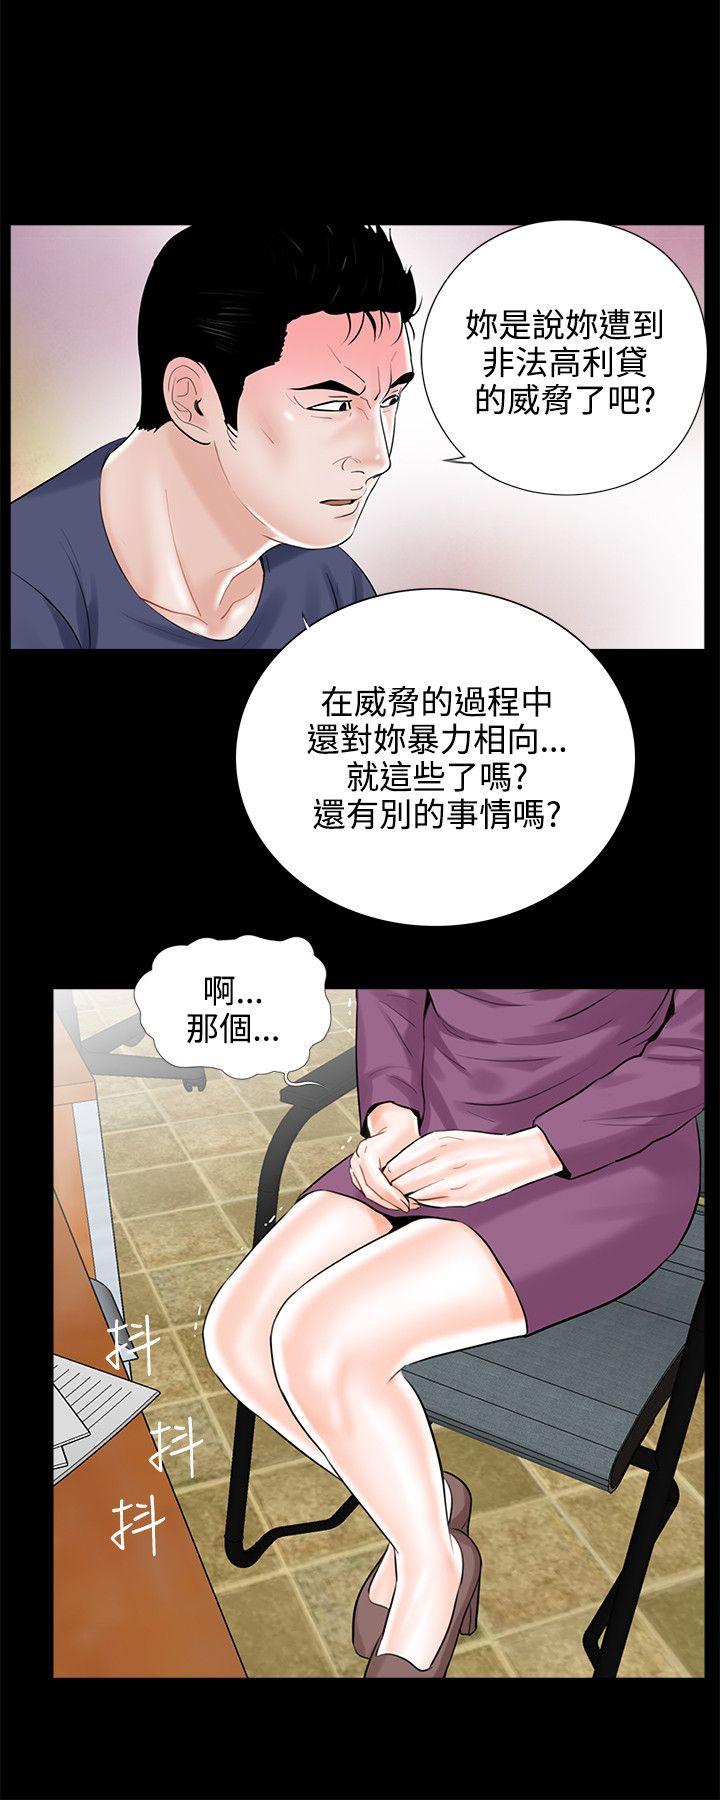 妳是說妳遭到
非法高利貸
的威脅了吧?
在威脅的過程中
還對妳暴力相向...
就這些了嗎?
還有別的事情嗎?
啊...
那個...
抖
抖
抖